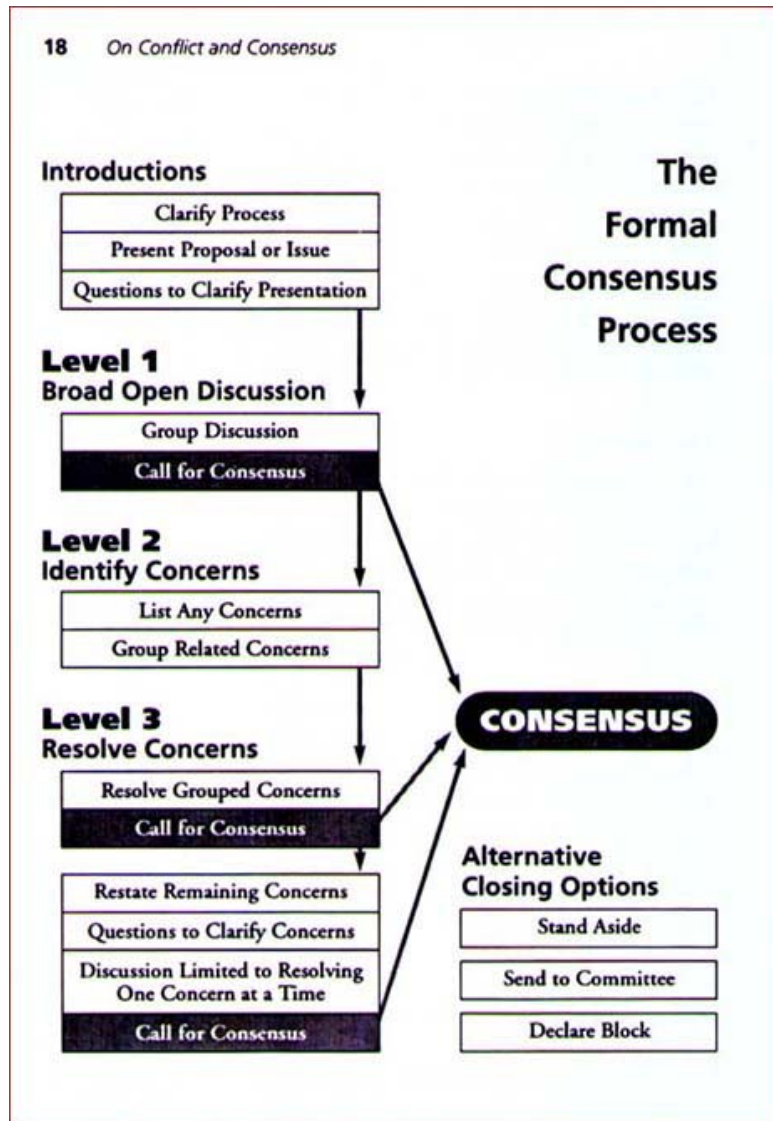 18 On Conflict and Consensus
The
Formal
Consensus
Process
Introductions
Clarify Process
Present Proposal or Issue
Questions to Clarify Presentation
Level 1
Broad Open Discussion
Group Discussion
Call for Consensus
Level 2
Identify Concerns
List Any Concerns
Group Related Concerns
Level 3
Resolve Concerns
Resolve Grouped Concerns
Call for Consensus
Restate Remaining Concerns
Questions to Clarify Concerns
Discussion Limited to Resolving
One Concern at a Time
Call for Consensus
CONSENSUS
Alternative
Closing Options
Stand Aside
Send to Committee
Declare Block